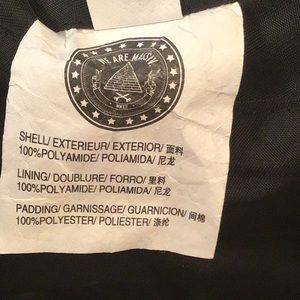 WE ARE MASSIV.
SHELL/ EXTERIEUR/ EXTERIOR/ 面料
100%POLYAMIDE/ POLIAMIDA/ 尼龙
LINING/ DOUBLURE/ FORRO/ 里料
100%POLYAMIDE/ POLIAMIDA/ 尼龙
PADDING/ GARNISSAGE/ GUARNICION/ 间棉
100%POLYESTER/ POLIESTER/ 涤纶